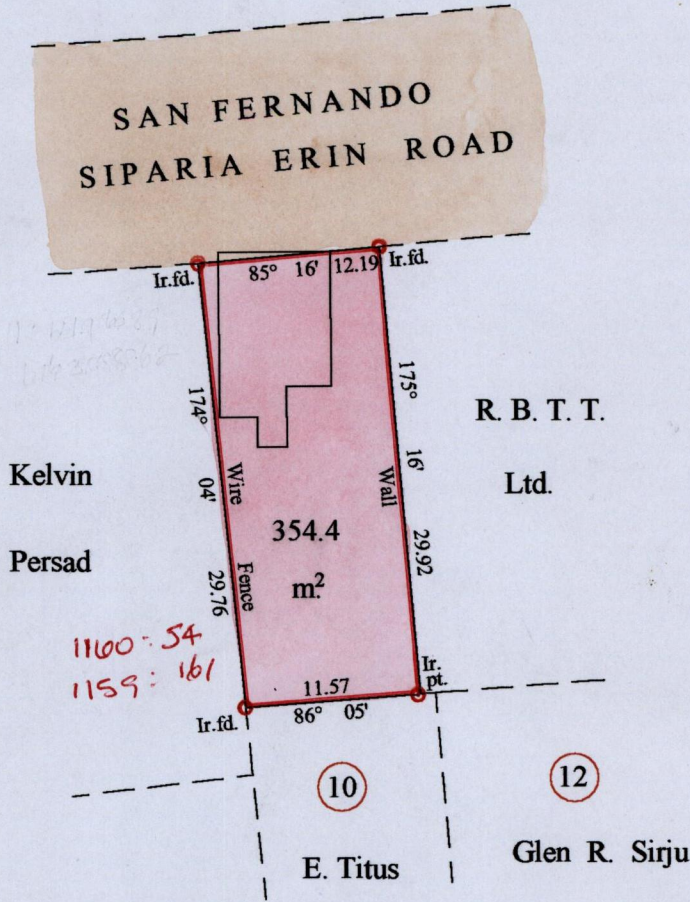 SAN FERNANDO
SIPARIA ERIN ROAD
Ir.fd.
85° 16' 12.19
Ir.fd.
174° 04' 29.76
Wire Fence
175° 16' 29.92
Wall
R. B. T. T.
Ltd.
Kelvin
Persad
354.4
m²
1160 : 54
1159 : 161
Ir.fd.
11.57
86° 05'
Ir.
pt.
10
12
E. Titus
Glen R. Sirju